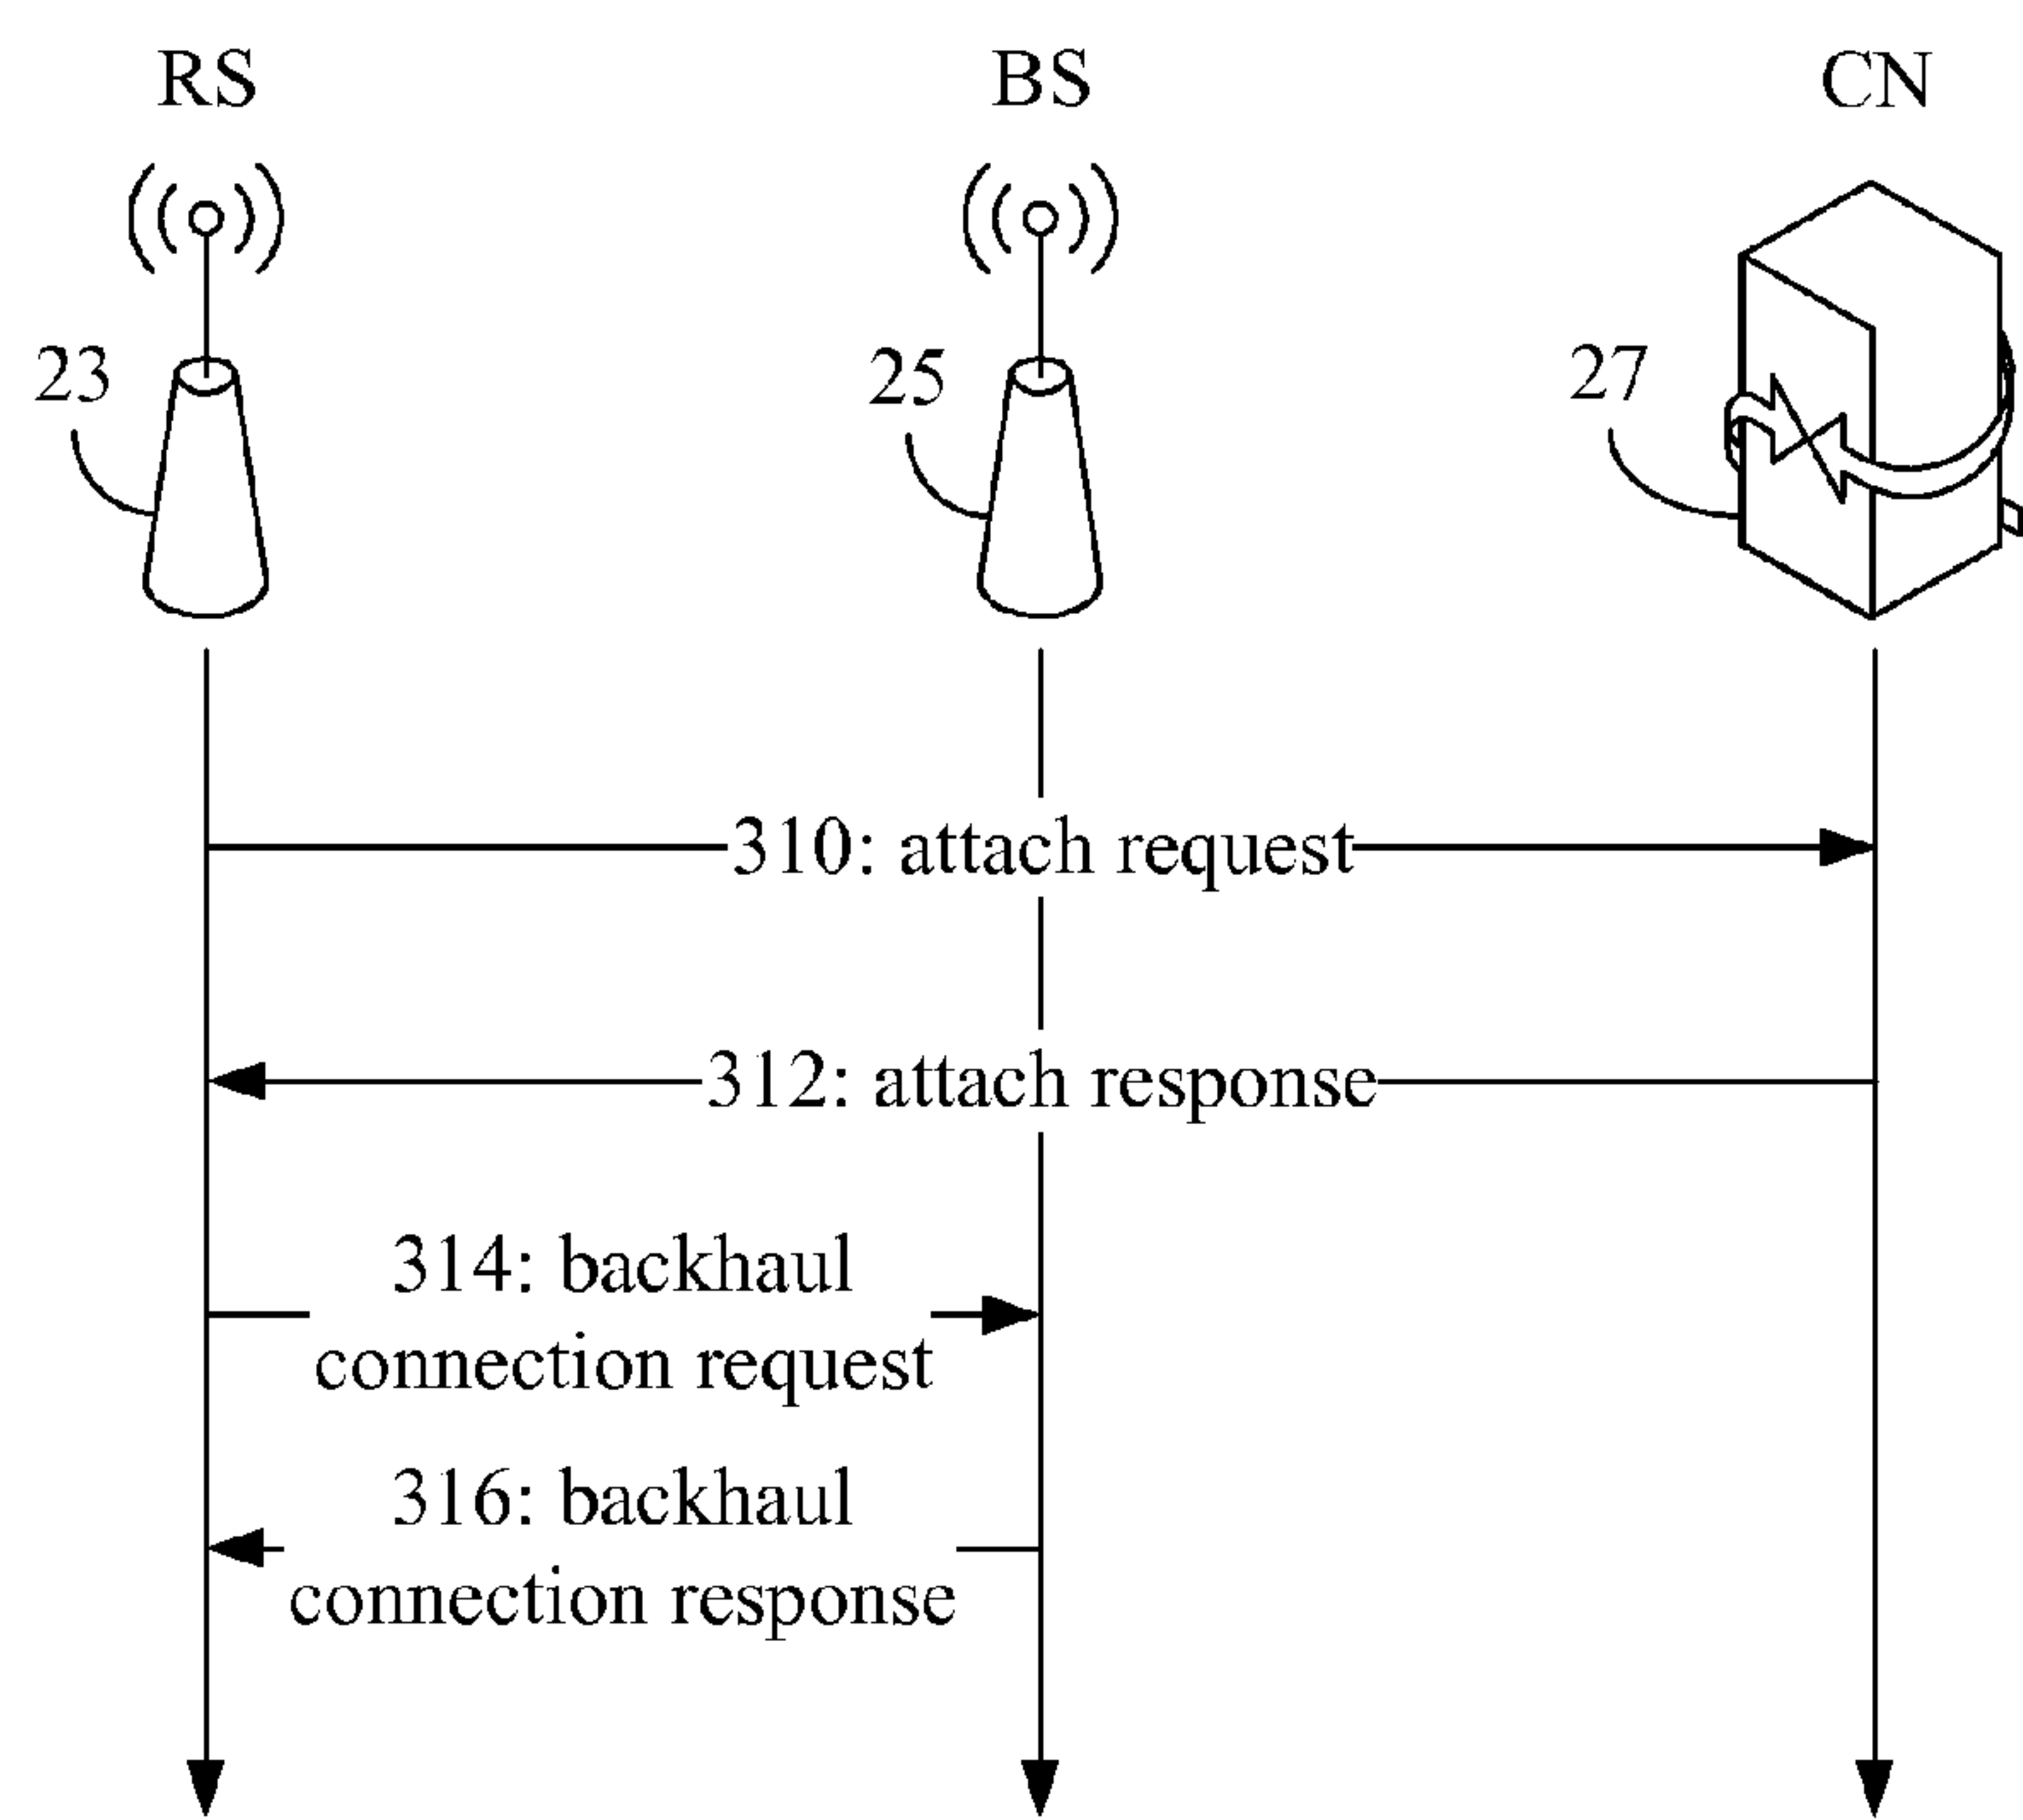 RS
BS
CN
23
25
27
310: attach request
312: attach response
314: backhaul
connection request
316: backhaul
connection response